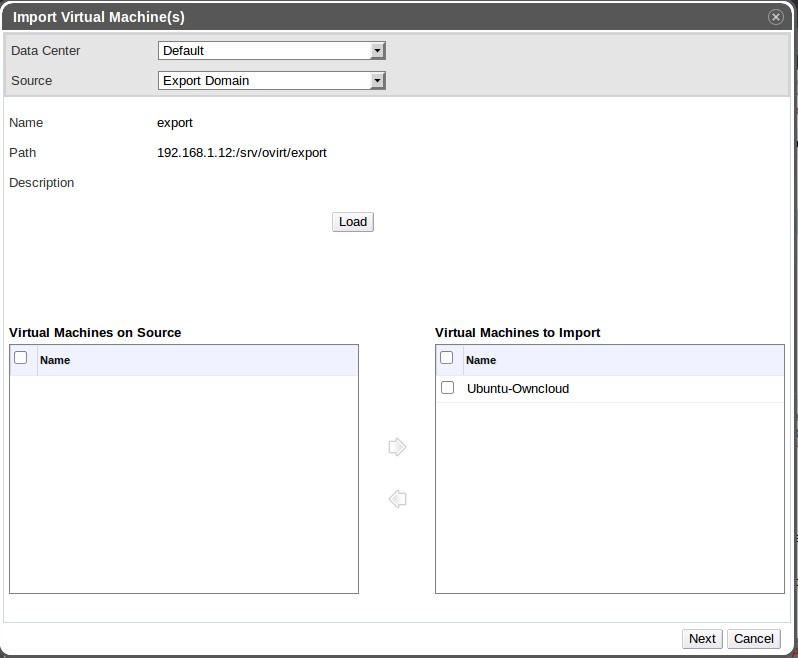 Import Virtual Machine(s)
Data Center Default
Source Export Domain
Name export
Path 192.168.1.12:/srv/ovirt/export
Description
Load
Virtual Machines on Source
Name
Virtual Machines to Import
Name
Ubuntu-Owncloud
Next Cancel